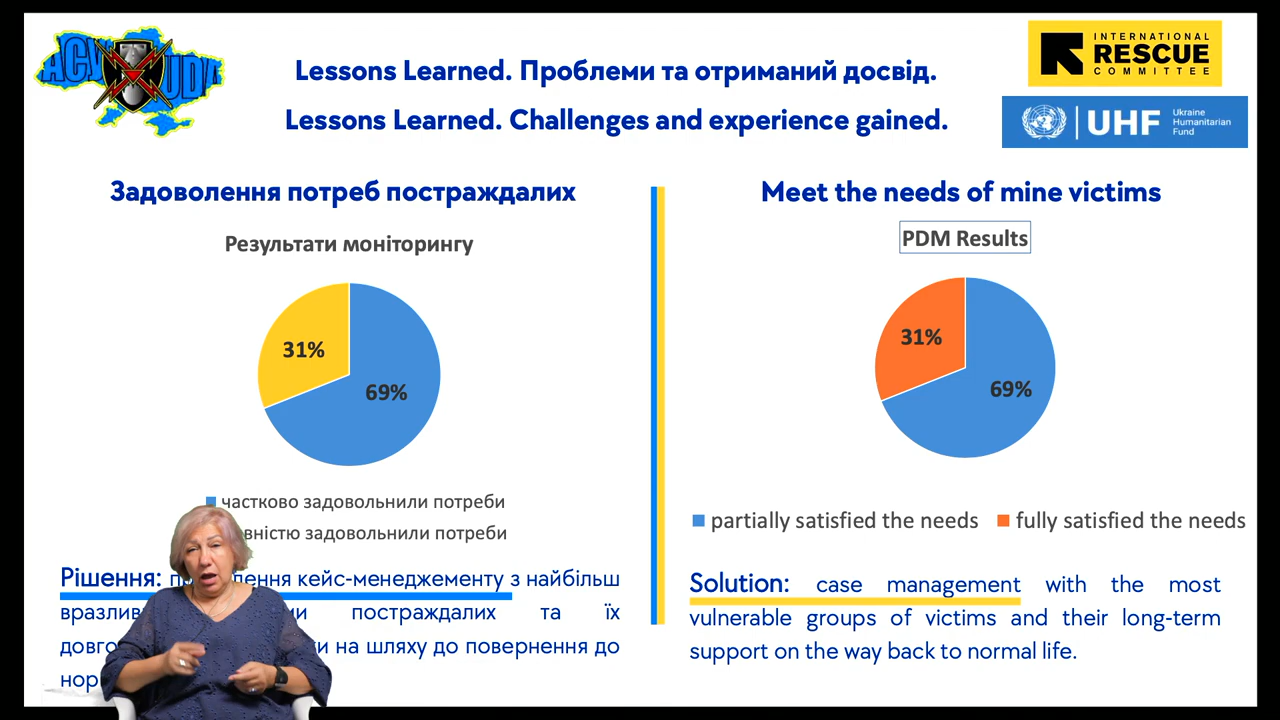 Lessons Learned. Проблеми та отриманий досвід.
Lessons Learned. Challenges and experience gained.
INTERNATIONAL
RESCUE
COMMITTEE
UHF
Ukraine
Humanitarian
Fund
Задоволення потреб постраждалих
Результати моніторингу
31%
69%
частково задовольнили потреби
задовольнили потреби
Рішення: кейс-менеджементу з найбільш
постраждалих та їх
на шляху до повернення до
Meet the needs of mine victims
PDM Results
31%
69%
partially satisfied the needs
fully satisfied the needs
Solution: case management with the most
vulnerable groups of victims and their long-term
support on the way back to normal life.